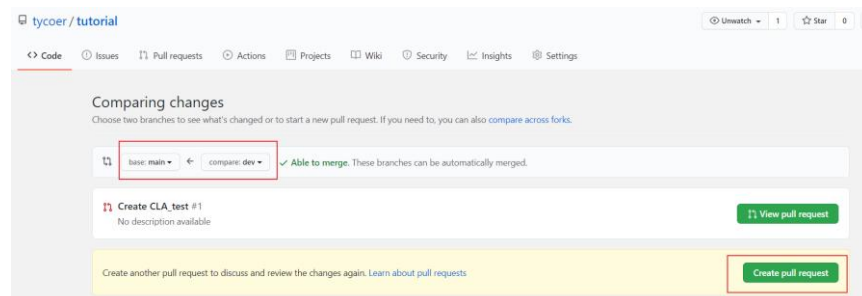 tycoer / tutorial
Unwatch 1 Star 0
Code Issues Pull requests Actions Projects Wiki Security Insights Settings
Comparing changes
Choose two branches to see what's changed or to start a new pull request. If you need to, you can also compare across forks.
base: main ← compare: dev ✓ Able to merge. These branches can be automatically merged.
Create CLA_test #1
View pull request
No description available
Create another pull request to discuss and review the changes again. Learn about pull requests
Create pull request